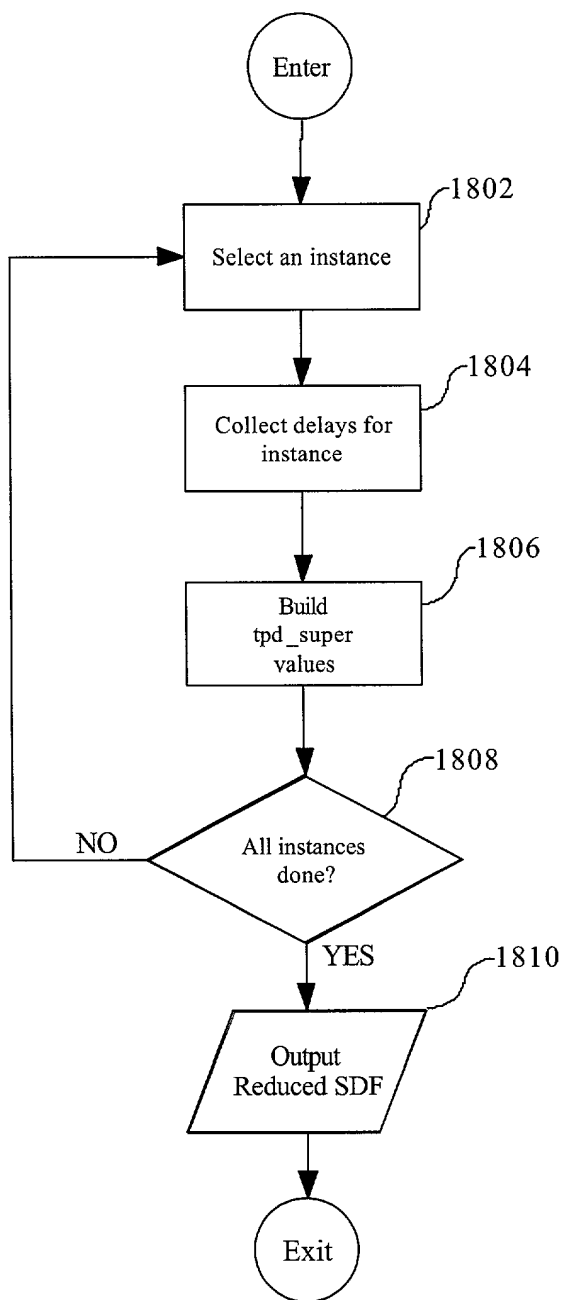 Enter
1802
Select an instance
1804
Collect delays for
instance
1806
Build
tpd_super
values
1808
All instances
done?
NO
YES
1810
Output
Reduced SDF
Exit